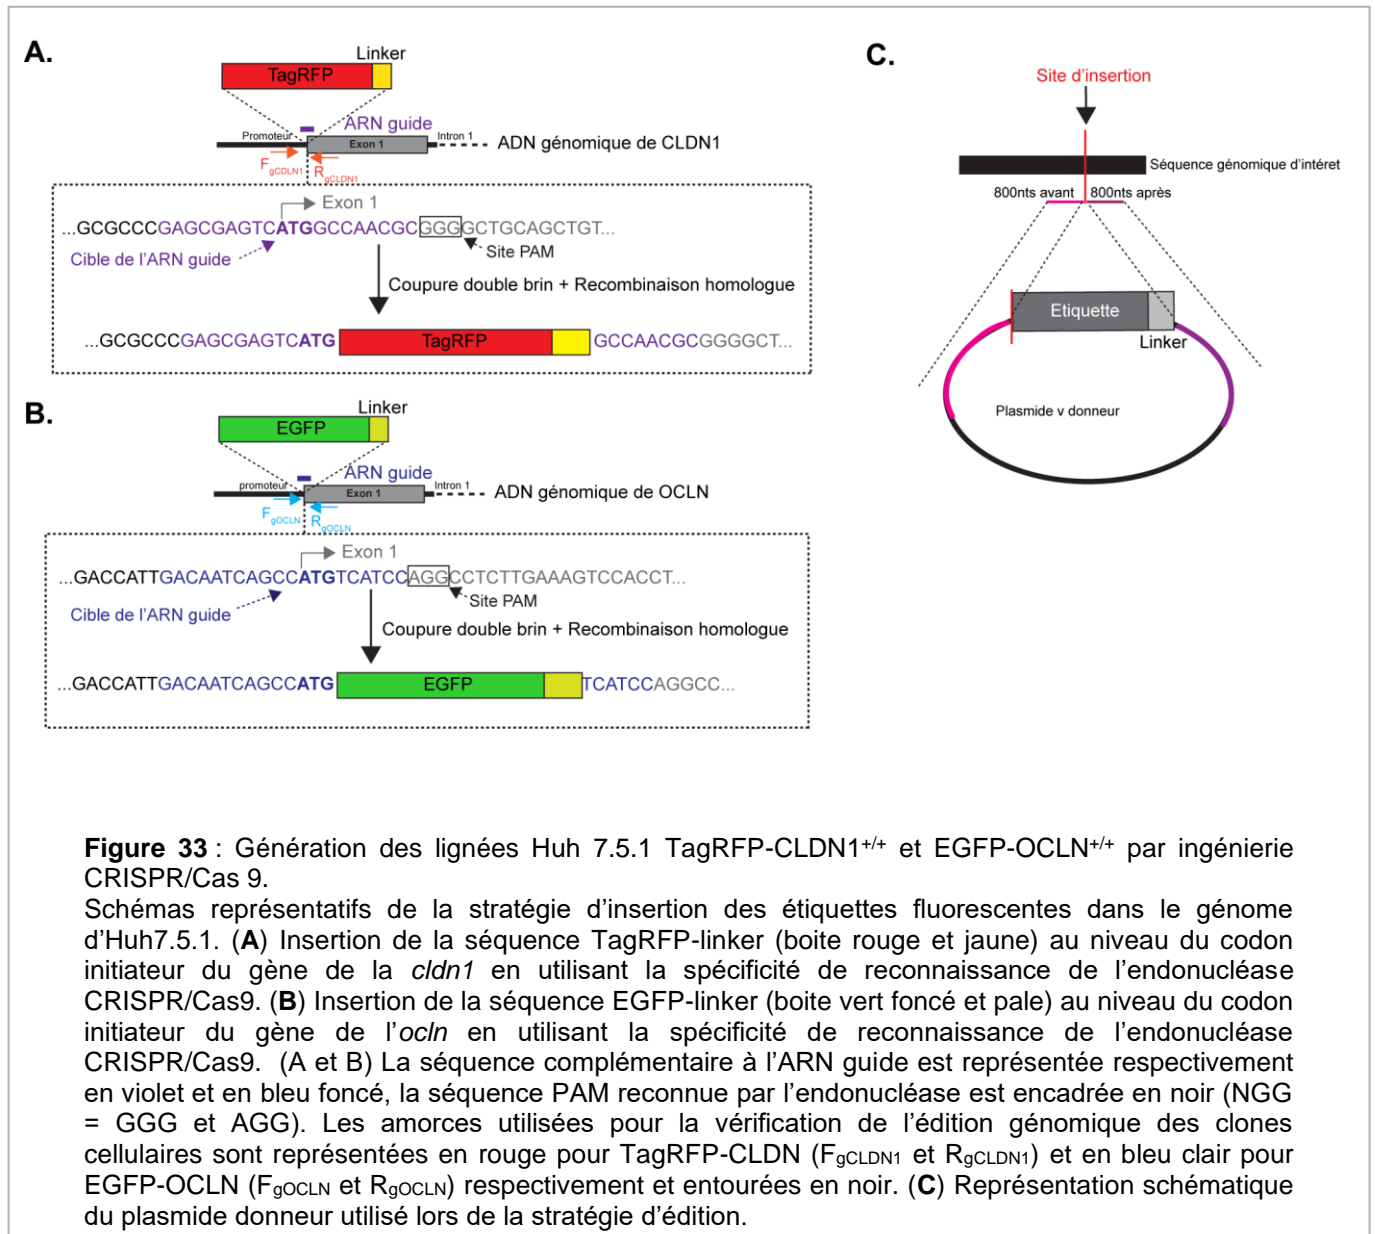 A.
Linker
TagRFP
ARN guide
Promoteur
Exon 1
Intron 1
ADN génomique de CLDN1
FgCDLN1
RgCLDN1
Exon 1
...GCGCCCGAGCGAGTCATGGCCAACGCGGGGCTGCAGCTGT...
Cible de l'ARN guide
Site PAM
Coupure double brin + Recombinaison homologue
...GCGCCCGAGCGAGTCATG TagRFP GCCAACGCGGGGCT...
B.
Linker
EGFP
ARN guide
promoteur
Exon 1
Intron 1
ADN génomique de OCLN
FgOCLN
RgOCLN
Exon 1
...GACCATTGACAATCAGCCATGTCATCCAGGCCTCTTGAAAGTCCACCT...
Cible de l'ARN guide
Site PAM
Coupure double brin + Recombinaison homologue
...GACCATTGACAATCAGCCATG EGFP TCATCCAGGCC...
C.
Site d'insertion
Séquence génomique d'intéret
800nts avant 800nts après
Etiquette
Linker
Plasmide v donneur
Figure 33 : Génération des lignées Huh 7.5.1 TagRFP-CLDN1+/+ et EGFP-OCLN+/+ par ingénierie
CRISPR/Cas 9.
Schémas représentatifs de la stratégie d'insertion des étiquettes fluorescentes dans le génome
d'Huh7.5.1. (A) Insertion de la séquence TagRFP-linker (boite rouge et jaune) au niveau du codon
initiateur du gène de la cldn1 en utilisant la spécificité de reconnaissance de l'endonucléase
CRISPR/Cas9. (B) Insertion de la séquence EGFP-linker (boite vert foncé et pale) au niveau du codon
initiateur du gène de l'ocln en utilisant la spécificité de reconnaissance de l'endonucléase
CRISPR/Cas9. (A et B) La séquence complémentaire à l'ARN guide est représentée respectivement
en violet et en bleu foncé, la séquence PAM reconnue par l'endonucléase est encadrée en noir (NGG
= GGG et AGG). Les amorces utilisées pour la vérification de l'édition génomique des clones
cellulaires sont représentées en rouge pour TagRFP-CLDN (FgCLDN1 et RgCLDN1) et en bleu clair pour
EGFP-OCLN (FgOCLN et RgOCLN) respectivement et entourées en noir. (C) Représentation schématique
du plasmide donneur utilisé lors de la stratégie d'édition.